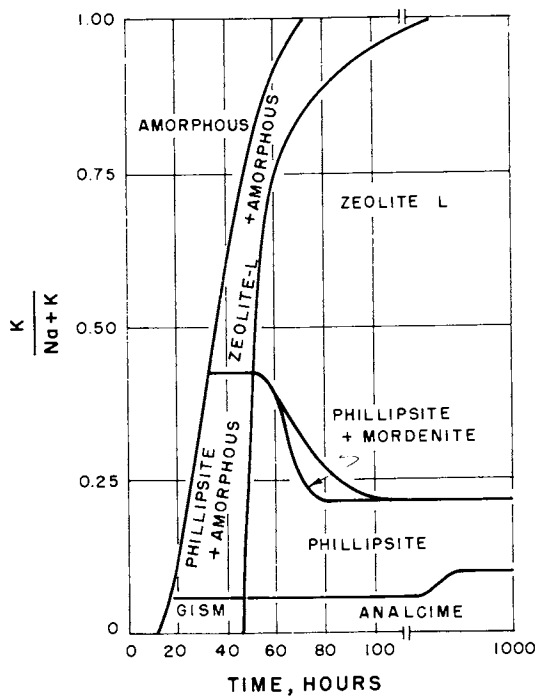 1.00
0.75
0.50
0.25
0
K
Na + K
AMORPHOUS
ZEOLITE-L
+ AMORPHOUS
ZEOLITE L
PHILLIPSITE
+ MORDENITE
PHILLIPSITE
+ AMORPHOUS
PHILLIPSITE
GISM
ANALCIME
0 20 40 60 80 100 1000
TIME, HOURS